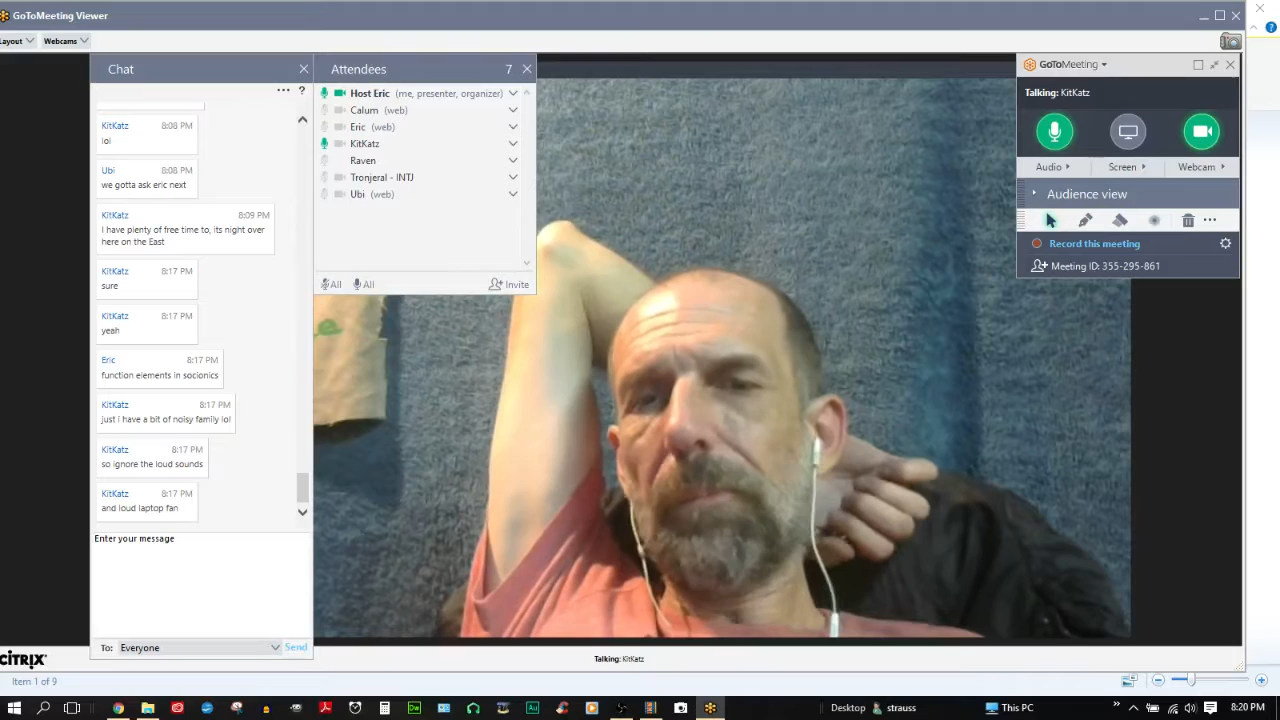 GoToMeeting Viewer
Layout
Webcams
Chat
?
KitKatz 8:08 PM
lol
Ubi 8:08 PM
we gotta ask eric next
KitKatz 8:09 PM
I have plenty of free time to, its night over
here on the East
KitKatz 8:17 PM
sure
KitKatz 8:17 PM
yeah
Eric 8:17 PM
function elements in socionics
KitKatz 8:17 PM
just i have a bit of noisy family lol
KitKatz 8:17 PM
so ignore the loud sounds
KitKatz 8:17 PM
and loud laptop fan
Enter your message
To: Everyone Send
Attendees 7
Host Eric (me, presenter, organizer)
Calum (web)
Eric (web)
KitKatz
Raven
Tronjeral - INTJ
Ubi (web)
All All Invite
GoToMeeting
Talking: KitKatz
Audio Screen Webcam
Audience view
Record this meeting
Meeting ID: 355-295-861
CITRIX
Talking: KitKatz
Item 1 of 9
Dw Au Desktop strauss This PC 8:20 PM